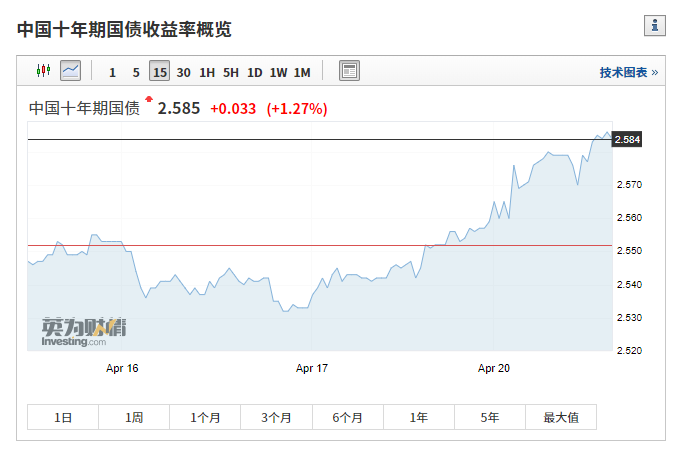 中国十年期国债收益率概览
1 5 15 30 1H 5H 1D 1W 1M
技术图表 »
中国十年期国债 2.585 +0.033 (+1.27%)
2.584
2.570
2.560
2.550
2.540
2.530
2.520
英为财情
Investing.com
Apr 16 Apr 17 Apr 20
1日 1周 1个月 3个月 6个月 1年 5年 最大值